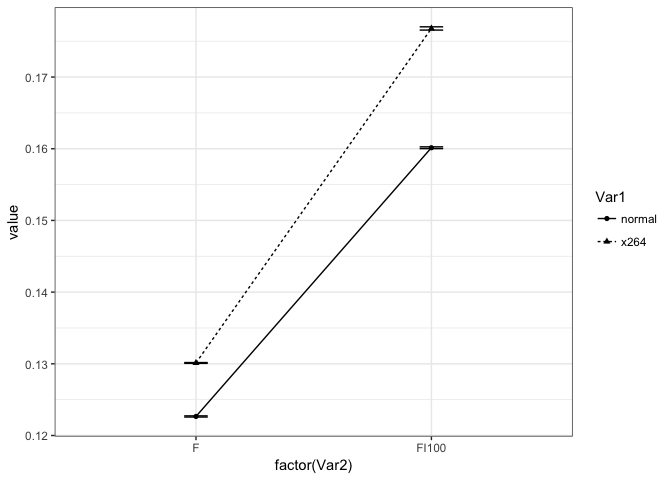 0.17
0.16
0.15
0.14
0.13
0.12
value
F
FI100
factor(Var2)
Var1
normal
x264